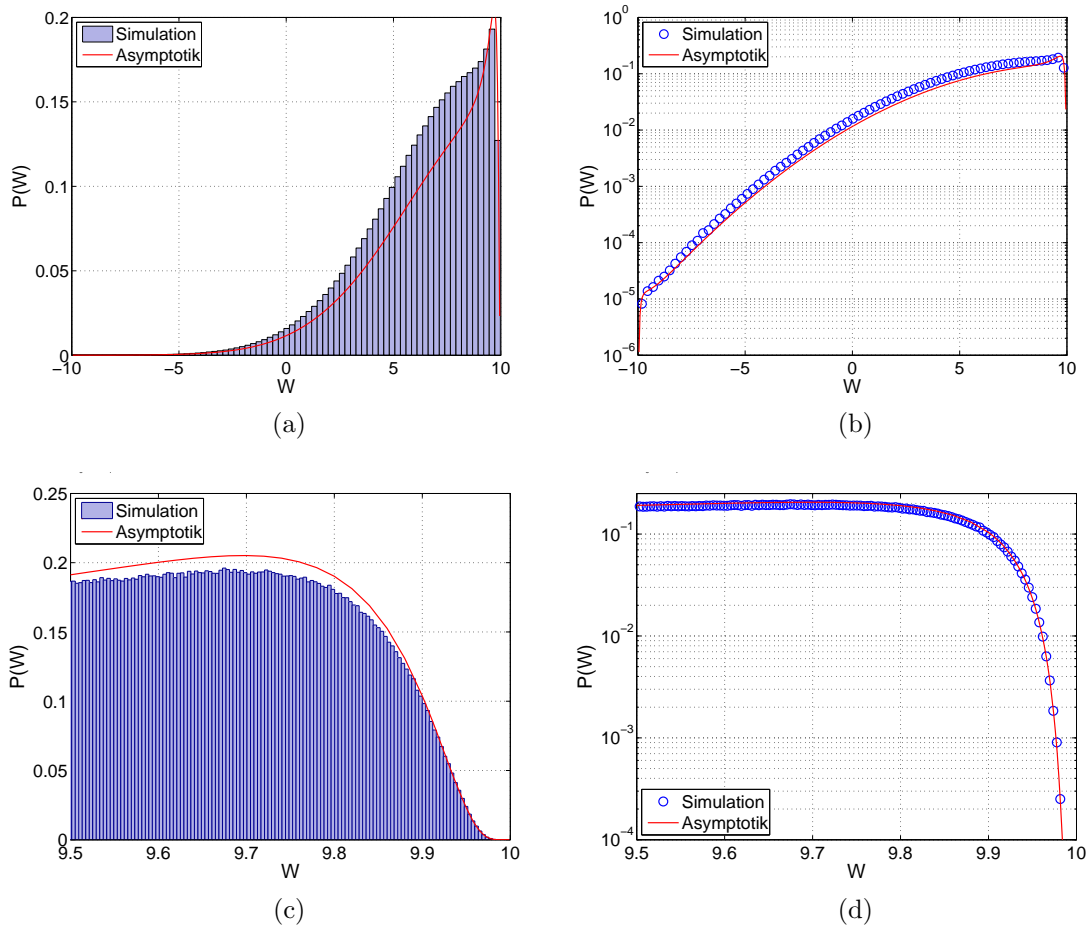 0.2
0.15
0.1
0.05
0
P(W)
Simulation
Asymptotik
−10
−5
0
5
10
W
(a)
10^0
10^−1
10^−2
10^−3
10^−4
10^−5
10^−6
P(W)
Simulation
Asymptotik
−10
−5
0
5
10
W
(b)
0.25
0.2
0.15
0.1
0.05
0
P(W)
Simulation
Asymptotik
9.5
9.6
9.7
9.8
9.9
10
W
(c)
10^−1
10^−2
10^−3
10^−4
P(W)
Simulation
Asymptotik
9.5
9.6
9.7
9.8
9.9
10
W
(d)